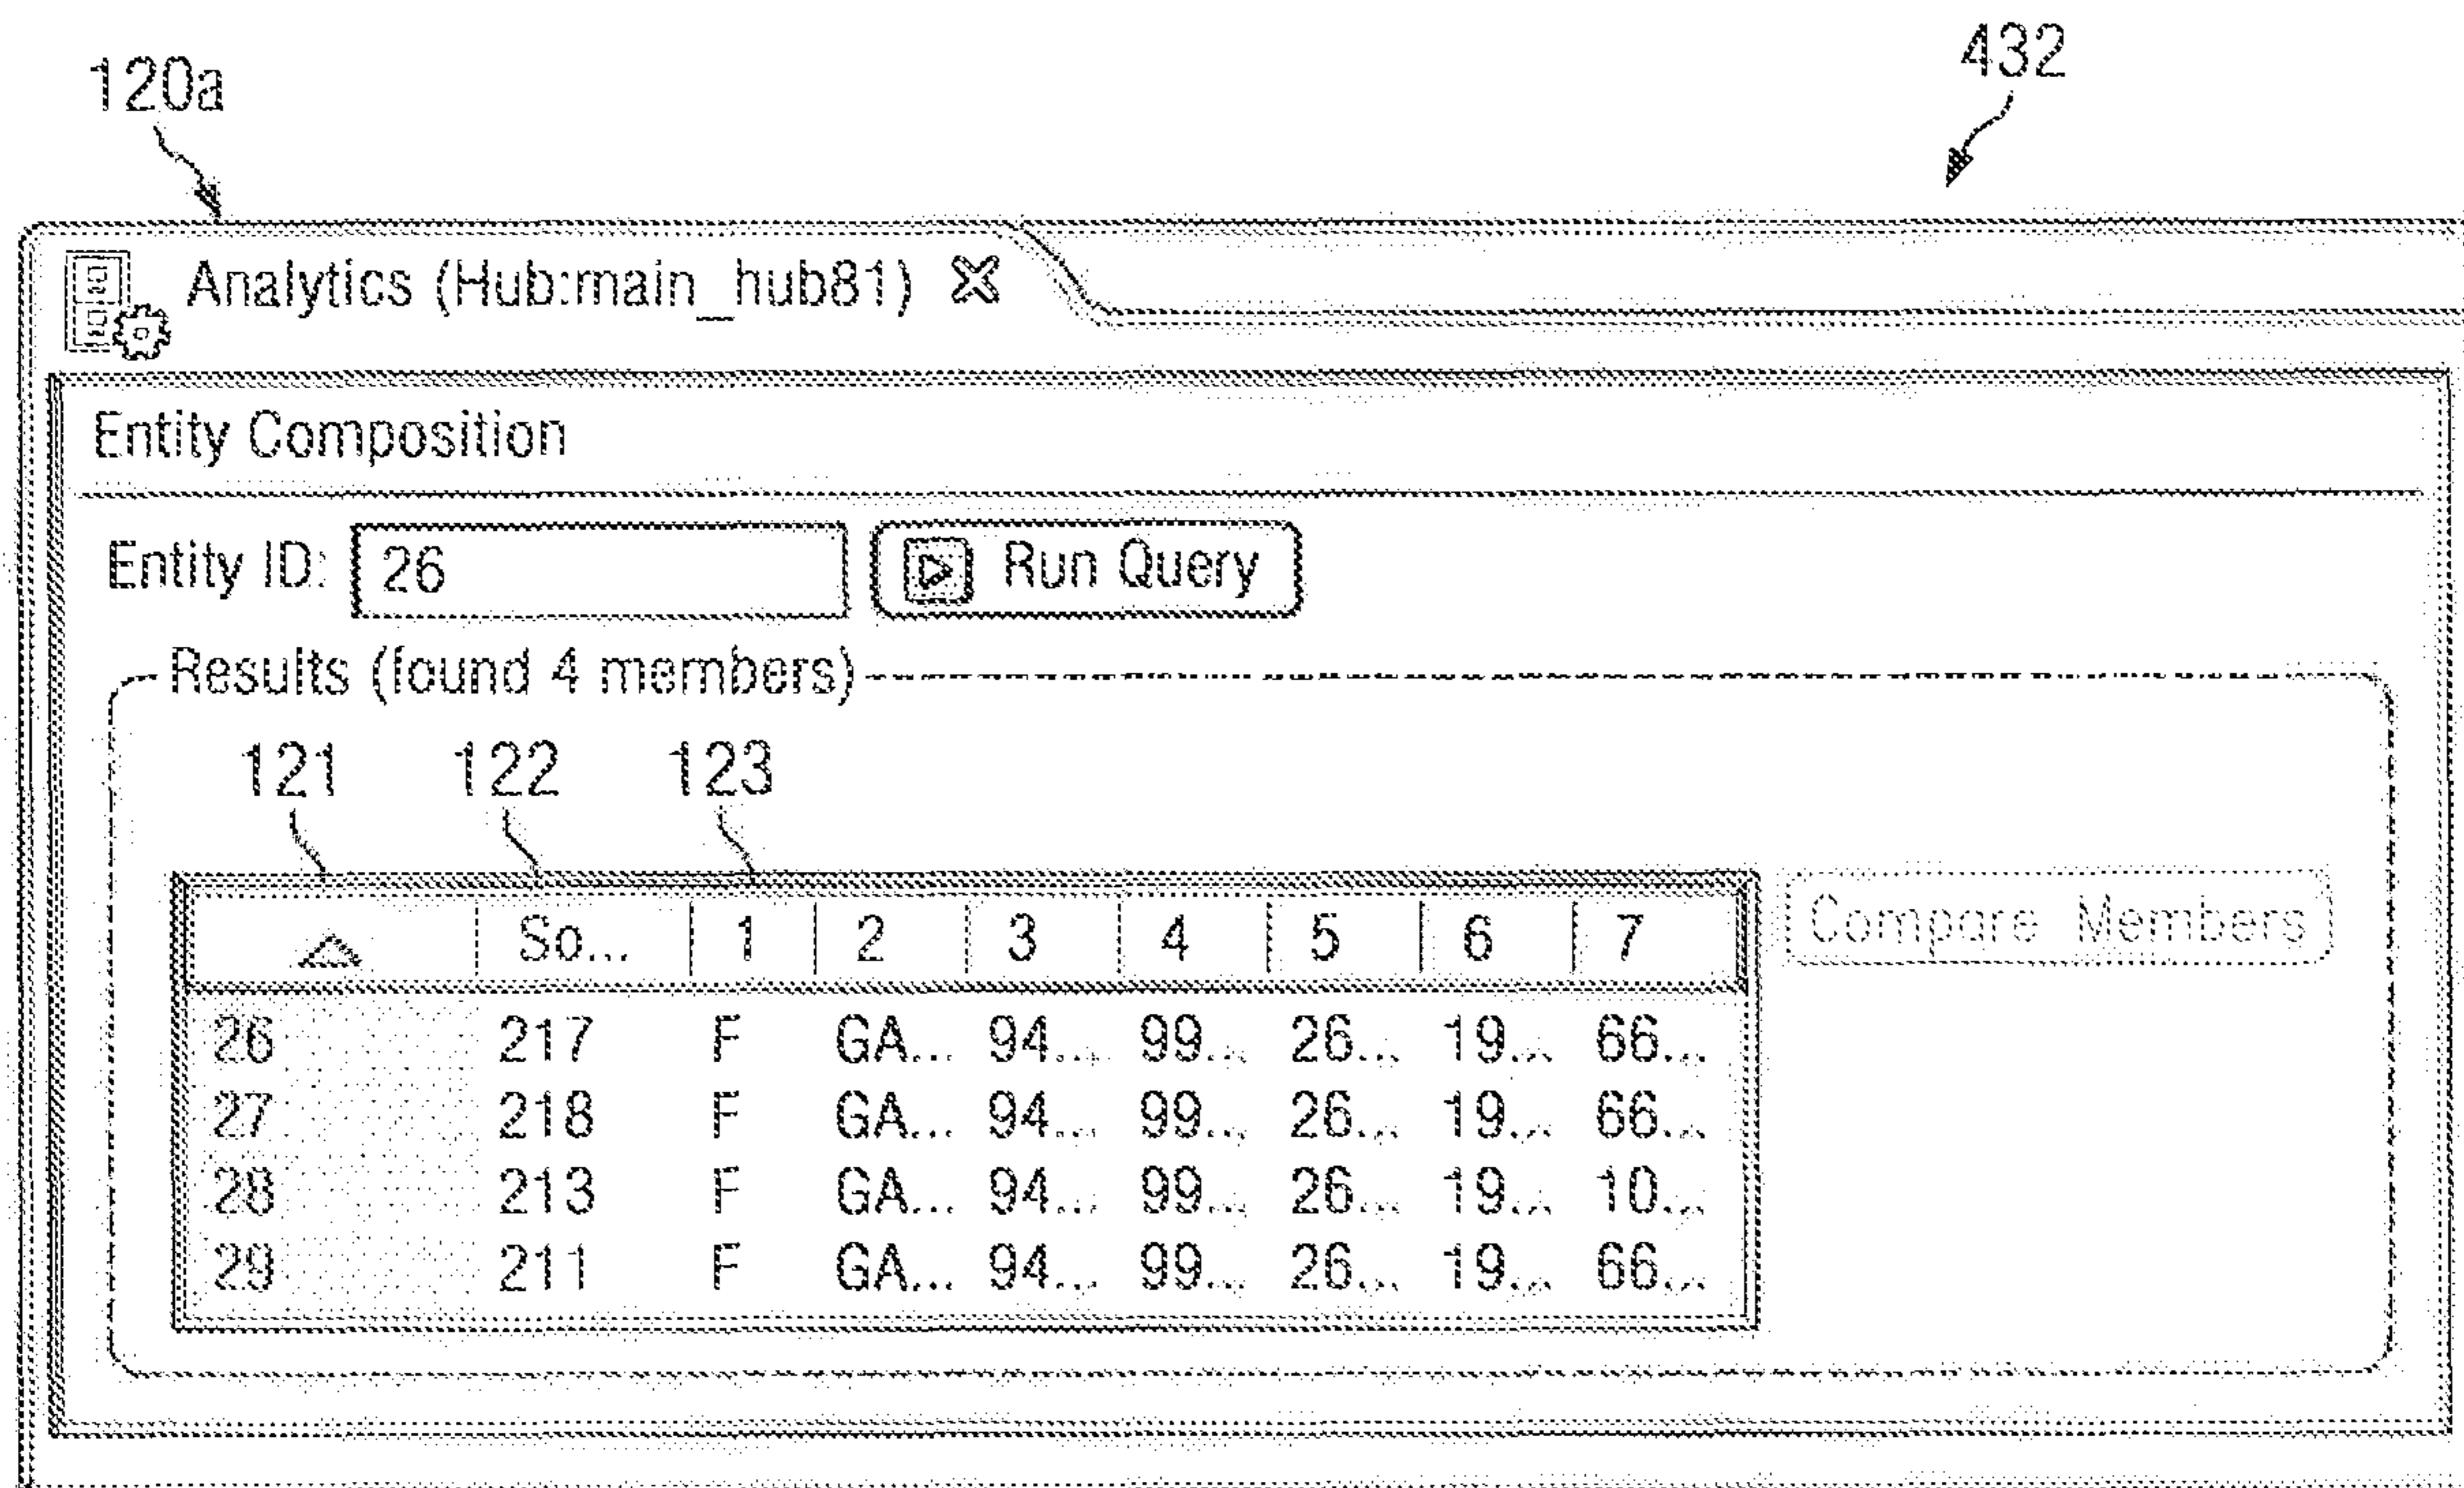 120a 432
Analytics (Hub:main_hub81)
Entity Composition
Entity ID: 26 Run Query
Results (found 4 members)
121 122 123
So... 1 2 3 4 5 6 7 Compare Members
26 217 F GA... 94... 99... 26... 19... 66...
27 218 F GA... 94... 99... 26... 19... 66...
28 213 F GA... 94... 99... 26... 19... 10...
29 211 F GA... 94... 99... 26... 19... 66...